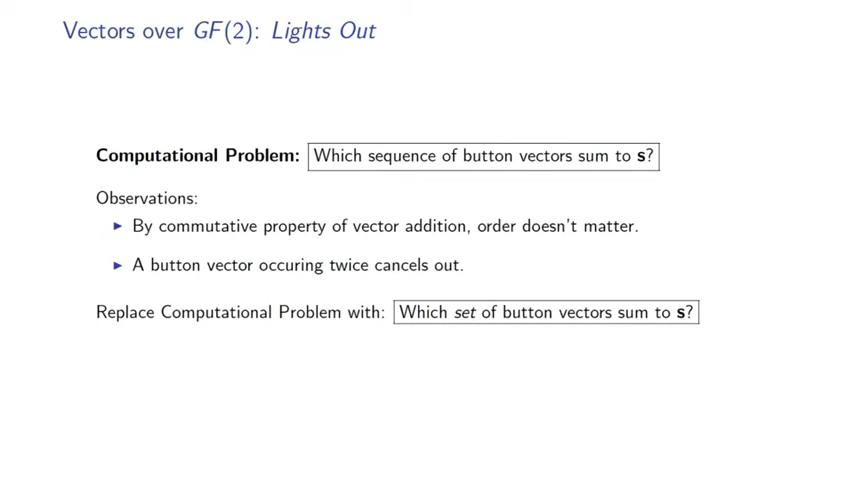 Vectors over GF(2): Lights Out
Computational Problem: Which sequence of button vectors sum to s?
Observations:
▶ By commutative property of vector addition, order doesn't matter.
▶ A button vector occuring twice cancels out.
Replace Computational Problem with: Which set of button vectors sum to s?